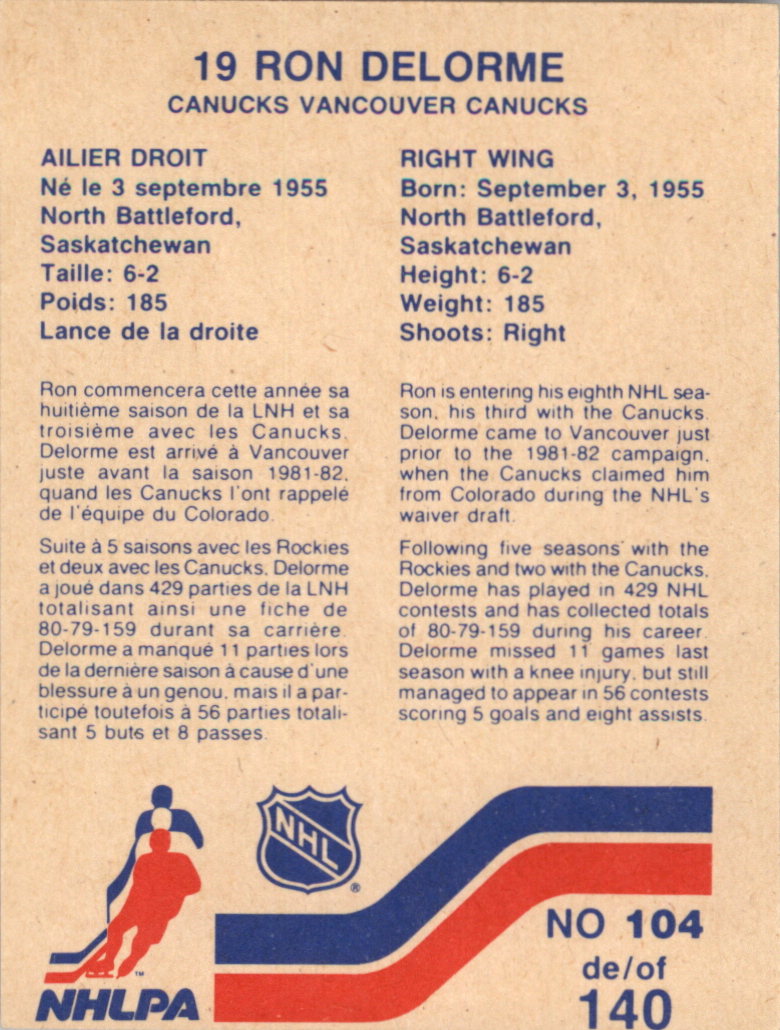 19 RON DELORME
CANUCKS VANCOUVER CANUCKS
AILIER DROIT
Né le 3 septembre 1955
North Battleford,
Saskatchewan
Taille: 6-2
Poids: 185
Lance de la droite
Ron commencera cette année sa
huitième saison de la LNH et sa
troisième avec les Canucks.
Delorme est arrivé à Vancouver
juste avant la saison 1981-82,
quand les Canucks l'ont rappelé
de l'équipe du Colorado.
Suite à 5 saisons avec les Rockies
et deux avec les Canucks, Delorme
a joué dans 429 parties de la LNH
totalisant ainsi une fiche de
80-79-159 durant sa carrière.
Delorme a manqué 11 parties lors
de la dernière saison à cause d'une
blessure à un genou, mais il a par-
ticipé toutefois à 56 parties totali-
sant 5 buts et 8 passes.
RIGHT WING
Born: September 3, 1955
North Battleford,
Saskatchewan
Height: 6-2
Weight: 185
Shoots: Right
Ron is entering his eighth NHL sea-
son, his third with the Canucks.
Delorme came to Vancouver just
prior to the 1981-82 campaign,
when the Canucks claimed him
from Colorado during the NHL's
waiver draft.
Following five seasons with the
Rockies and two with the Canucks,
Delorme has played in 429 NHL
contests and has collected totals
of 80-79-159 during his career.
Delorme missed 11 games last
season with a knee injury, but still
managed to appear in 56 contests
scoring 5 goals and eight assists.
NHL
®
™
NHLPA
NO 104
de/of
140